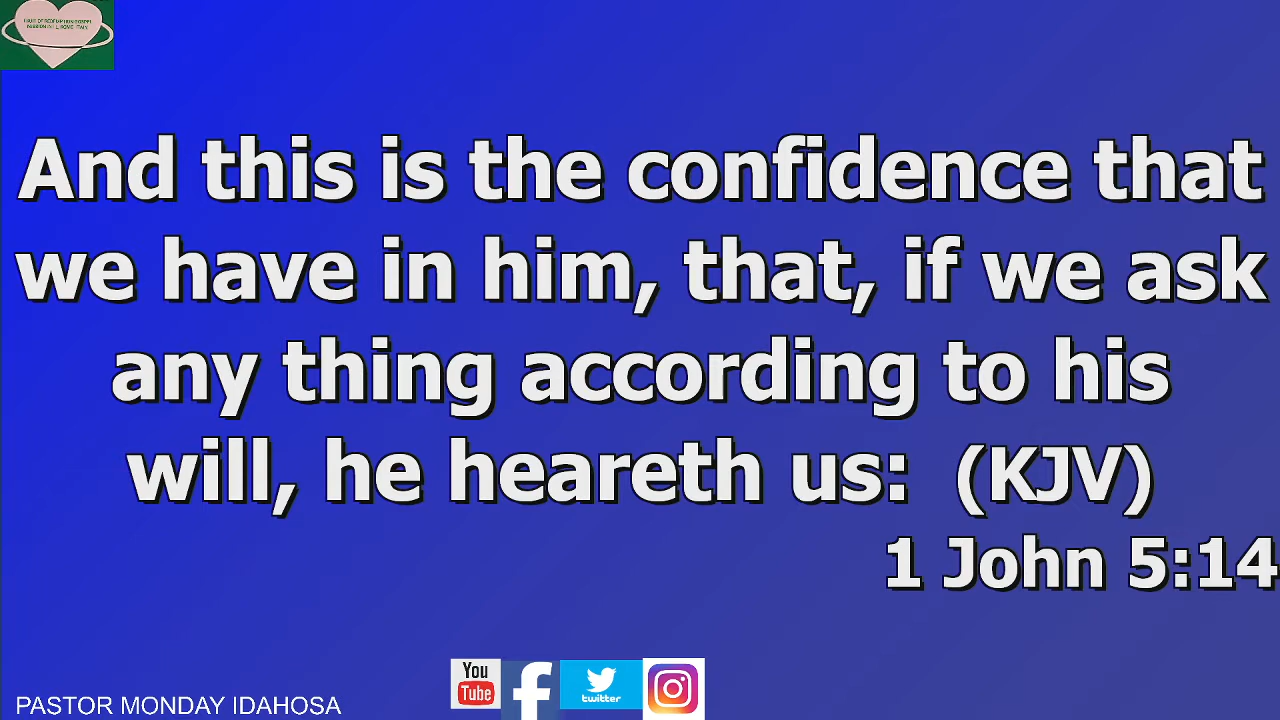 And this is the confidence that
we have in him, that, if we ask
any thing according to his
will, he heareth us: (KJV)
1 John 5:14
You
Tube
f
twitter
PASTOR MONDAY IDAHOSA